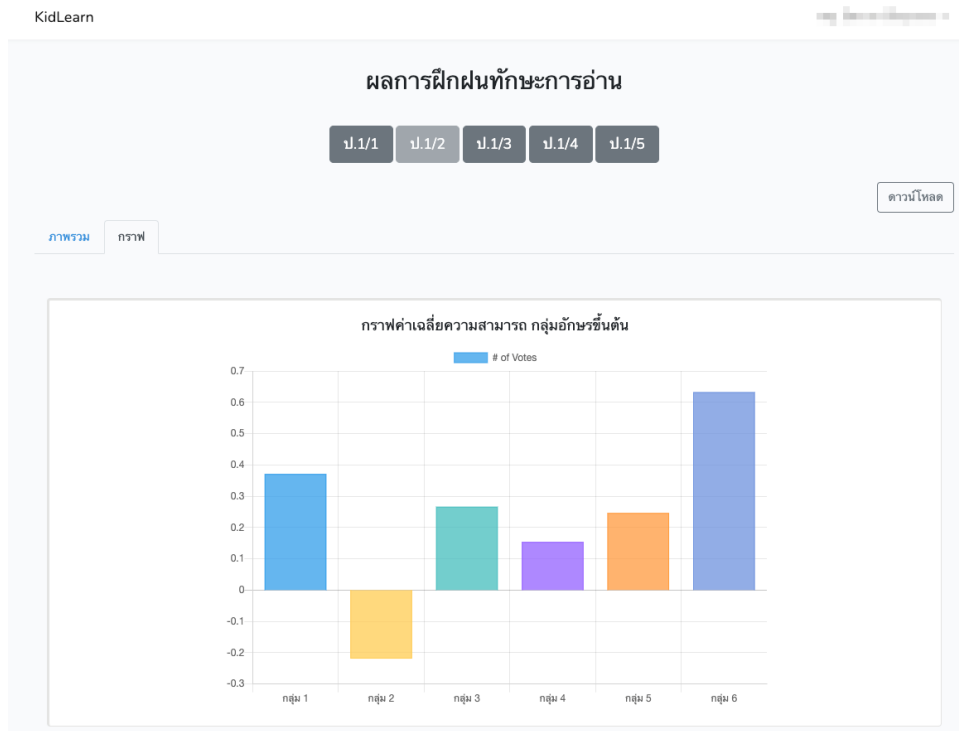 KidLearn
ผลการฝึกฝนทักษะการอ่าน
ป.1/1 ป.1/2 ป.1/3 ป.1/4 ป.1/5
ดาวน์โหลด
ภาพรวม กราฟ
กราฟค่าเฉลี่ยความสามารถ กลุ่มอักษรขึ้นต้น
# of Votes
0.7
0.6
0.5
0.4
0.3
0.2
0.1
0
-0.1
-0.2
-0.3
กลุ่ม 1 กลุ่ม 2 กลุ่ม 3 กลุ่ม 4 กลุ่ม 5 กลุ่ม 6